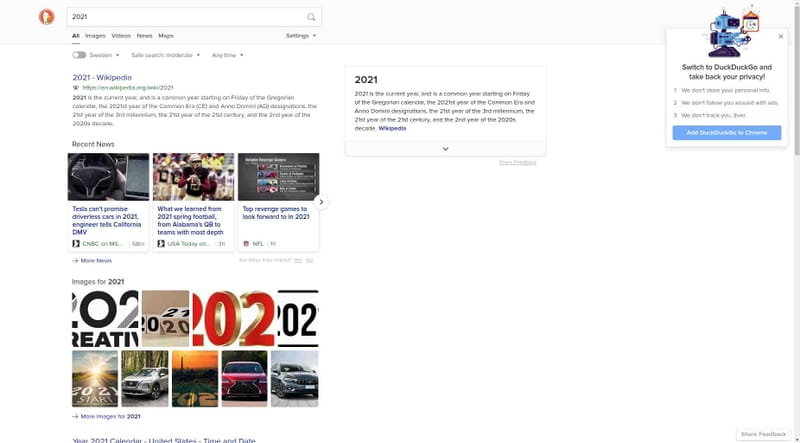 2021
All Images Videos News Maps Settings
Sweden Safe search: moderate Any time
2021 - Wikipedia
https://en.wikipedia.org/wiki/2021
2021 is the current year, and is a common year starting on Friday of the Gregorian
calendar, the 2021st year of the Common Era (CE) and Anno Domini (AD) designations, the
21st year of the 3rd millennium, the 21st year of the 21st century, and the 2nd year of the
2020s decade.
Recent News
Tesla can't promise
driverless cars in 2021,
engineer tells California
DMV
CNBC on MS... 58m
What we learned from
2021 spring football,
from Alabama's QB to
teams with most depth
USA Today on... 3h
Top revenge games to
look forward to in 2021
NFL 1h
More News
Are these links helpful? Yes No
Images for 2021
202
CREATIV
2020
202
202
2021
START
More Images for 2021
Year 2021 Calendar - United States - Time and Date
2021
2021 is the current year, and is a common year starting on Friday
of the Gregorian calendar, the 2021st year of the Common Era and
Anno Domini designations, the 21st year of the 3rd millennium, the
21st year of the 21st century, and the 2nd year of the 2020s
decade. Wikipedia
Share Feedback
Switch to DuckDuckGo and
take back your privacy!
1 We don't store your personal info.
2 We don't follow you around with ads.
3 We don't track you. Ever.
Add DuckDuckGo to Chrome
Share Feedback